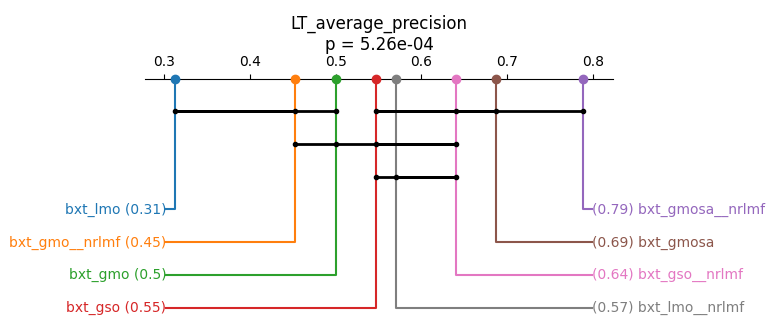 LT_average_precision
p = 5.26e-04
0.3 0.4 0.5 0.6 0.7 0.8
bxt_lmo (0.31) (0.79) bxt_gmosa__nrlmf
bxt_gmo__nrlmf (0.45) (0.69) bxt_gmosa
bxt_gmo (0.5) (0.64) bxt_gso__nrlmf
bxt_gso (0.55) (0.57) bxt_lmo__nrlmf